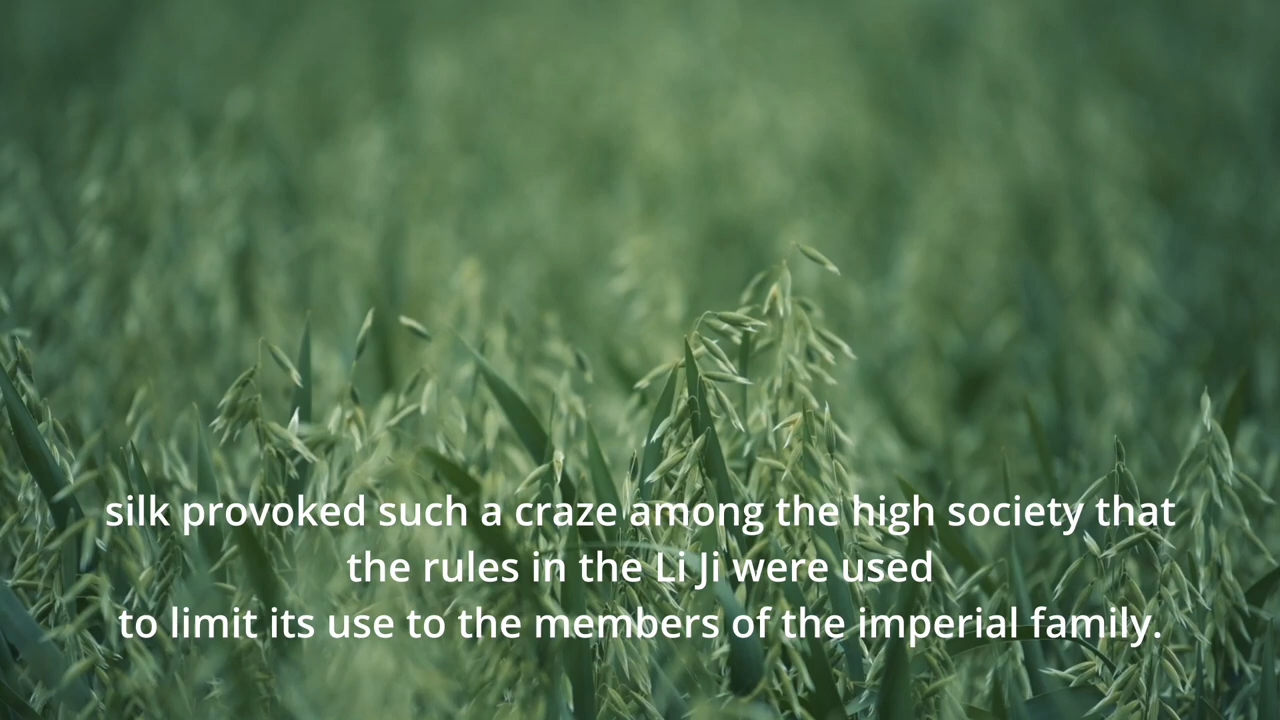 silk provoked such a craze among the high society that
the rules in the Li Ji were used
to limit its use to the members of the imperial family.